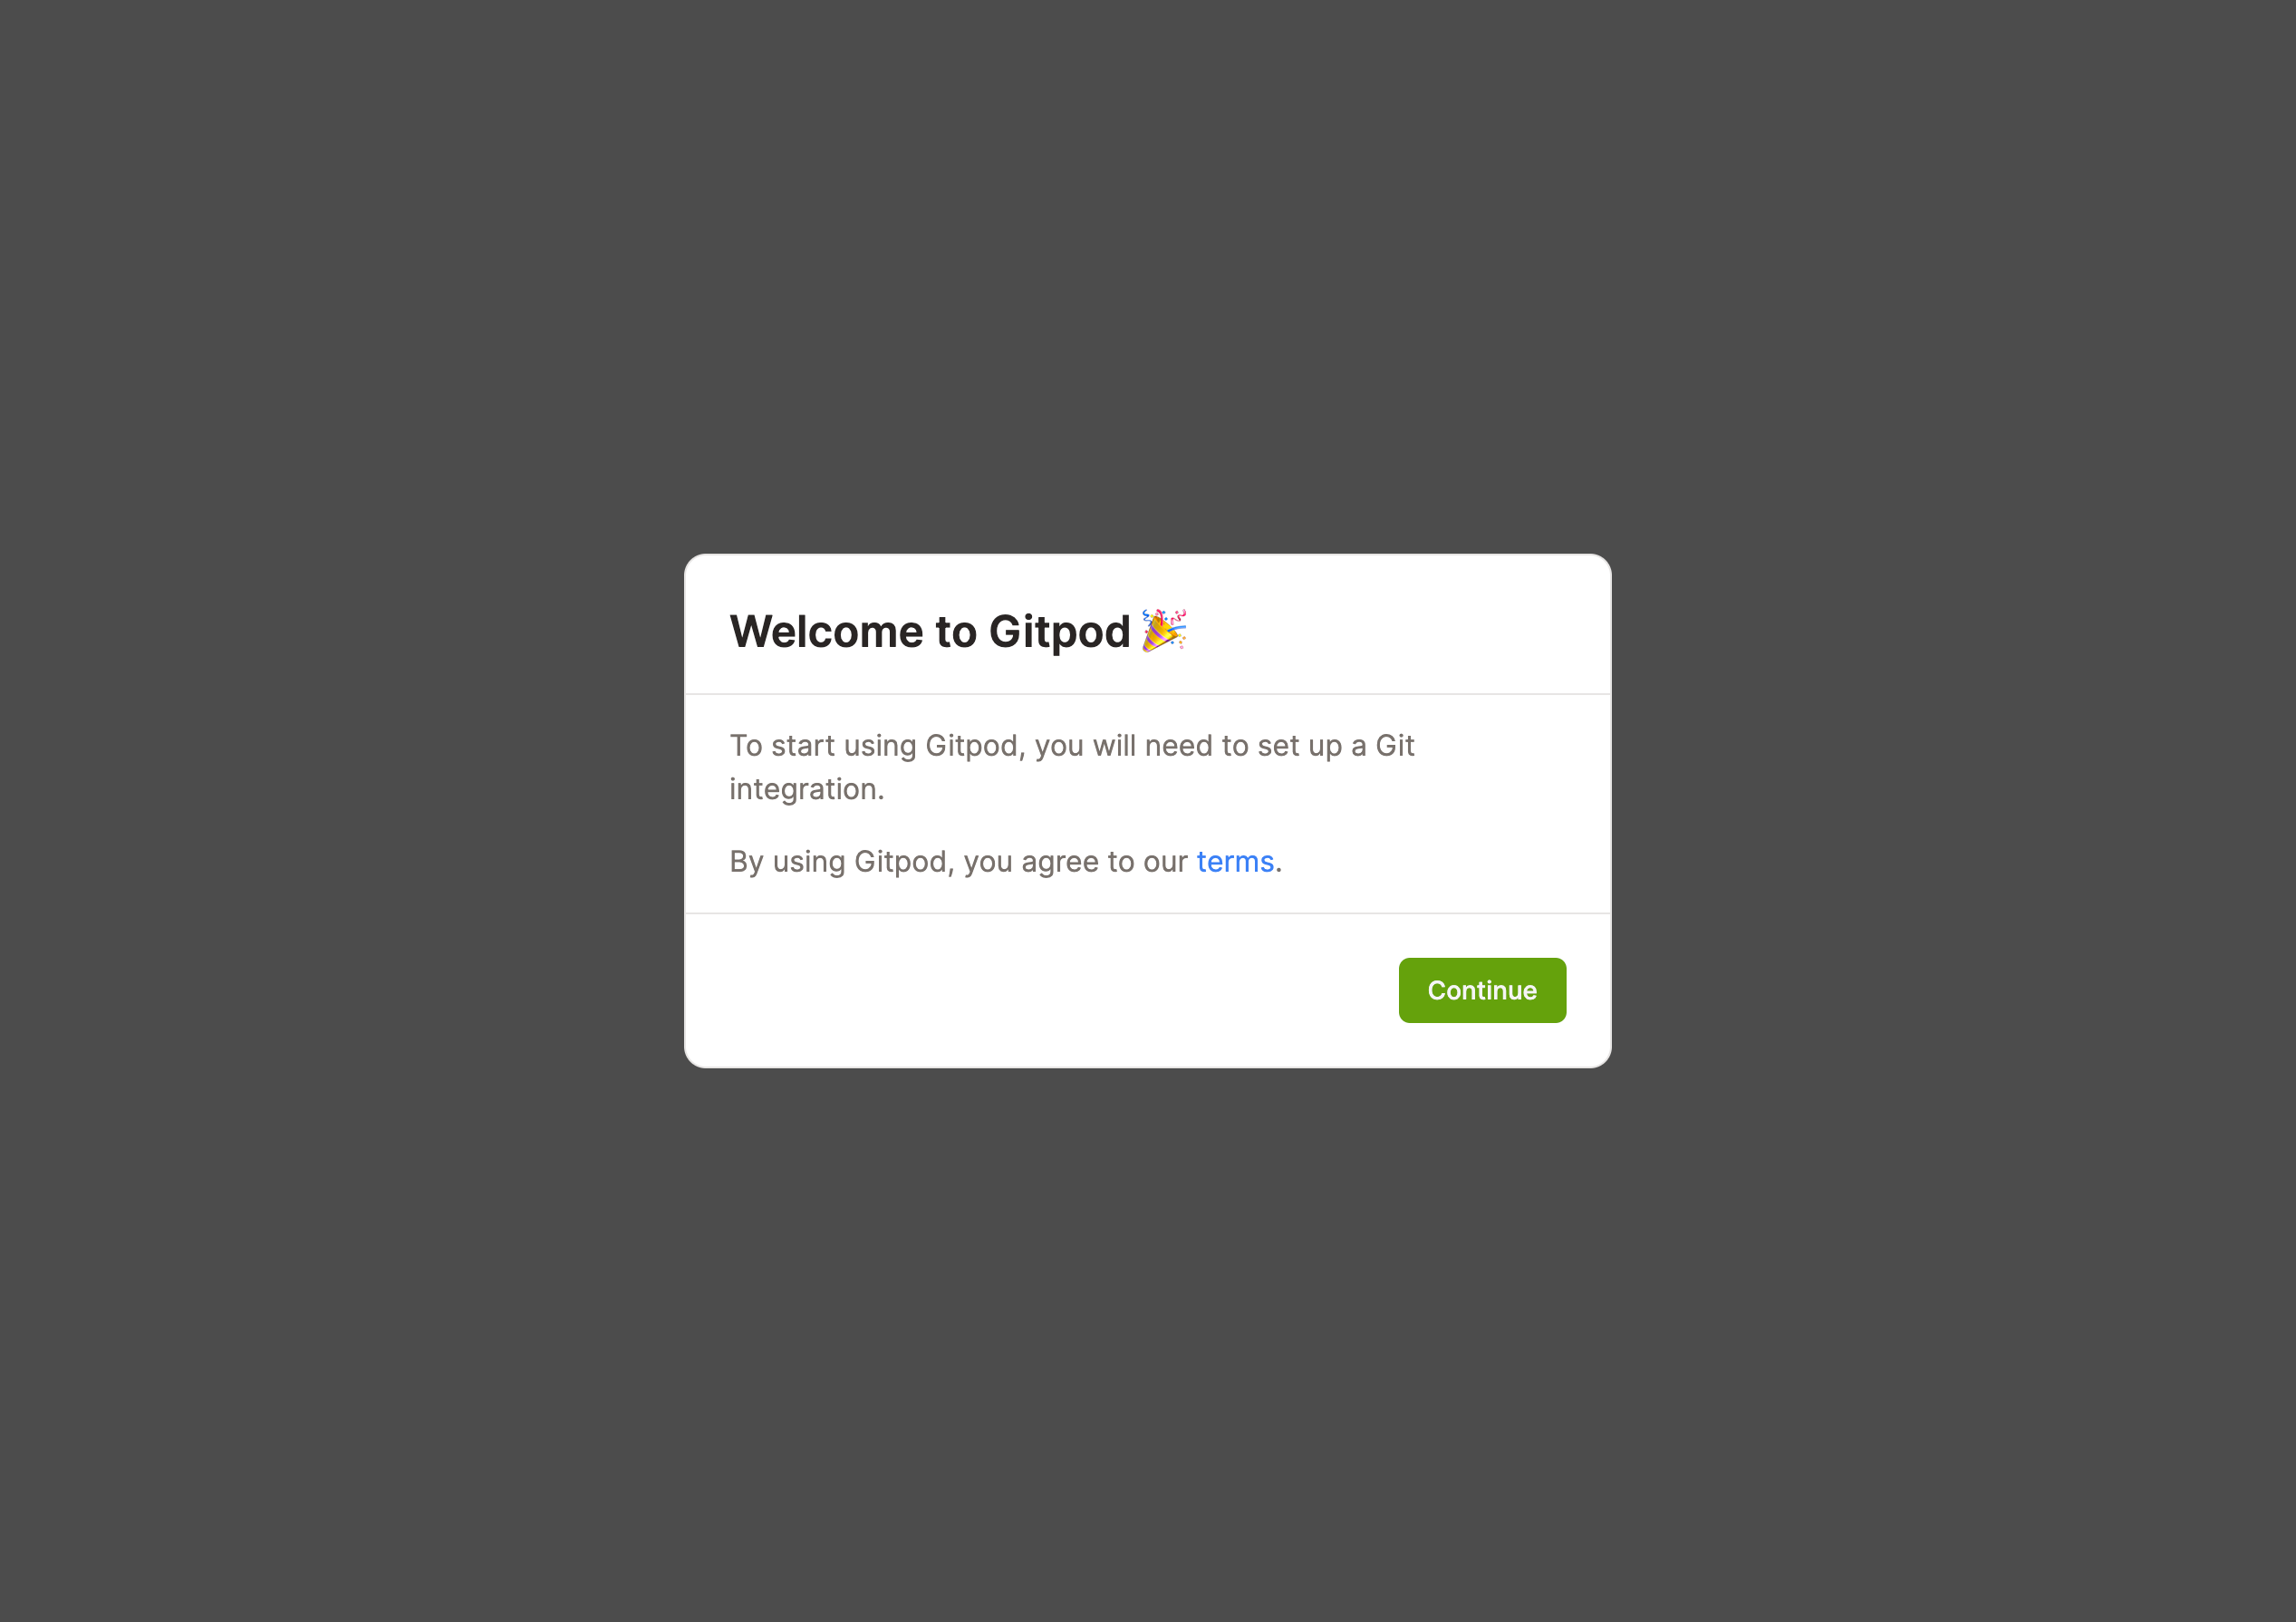 Welcome to Gitpod 🎉
To start using Gitpod, you will need to set up a Git
integration.
By using Gitpod, you agree to our terms.
Continue